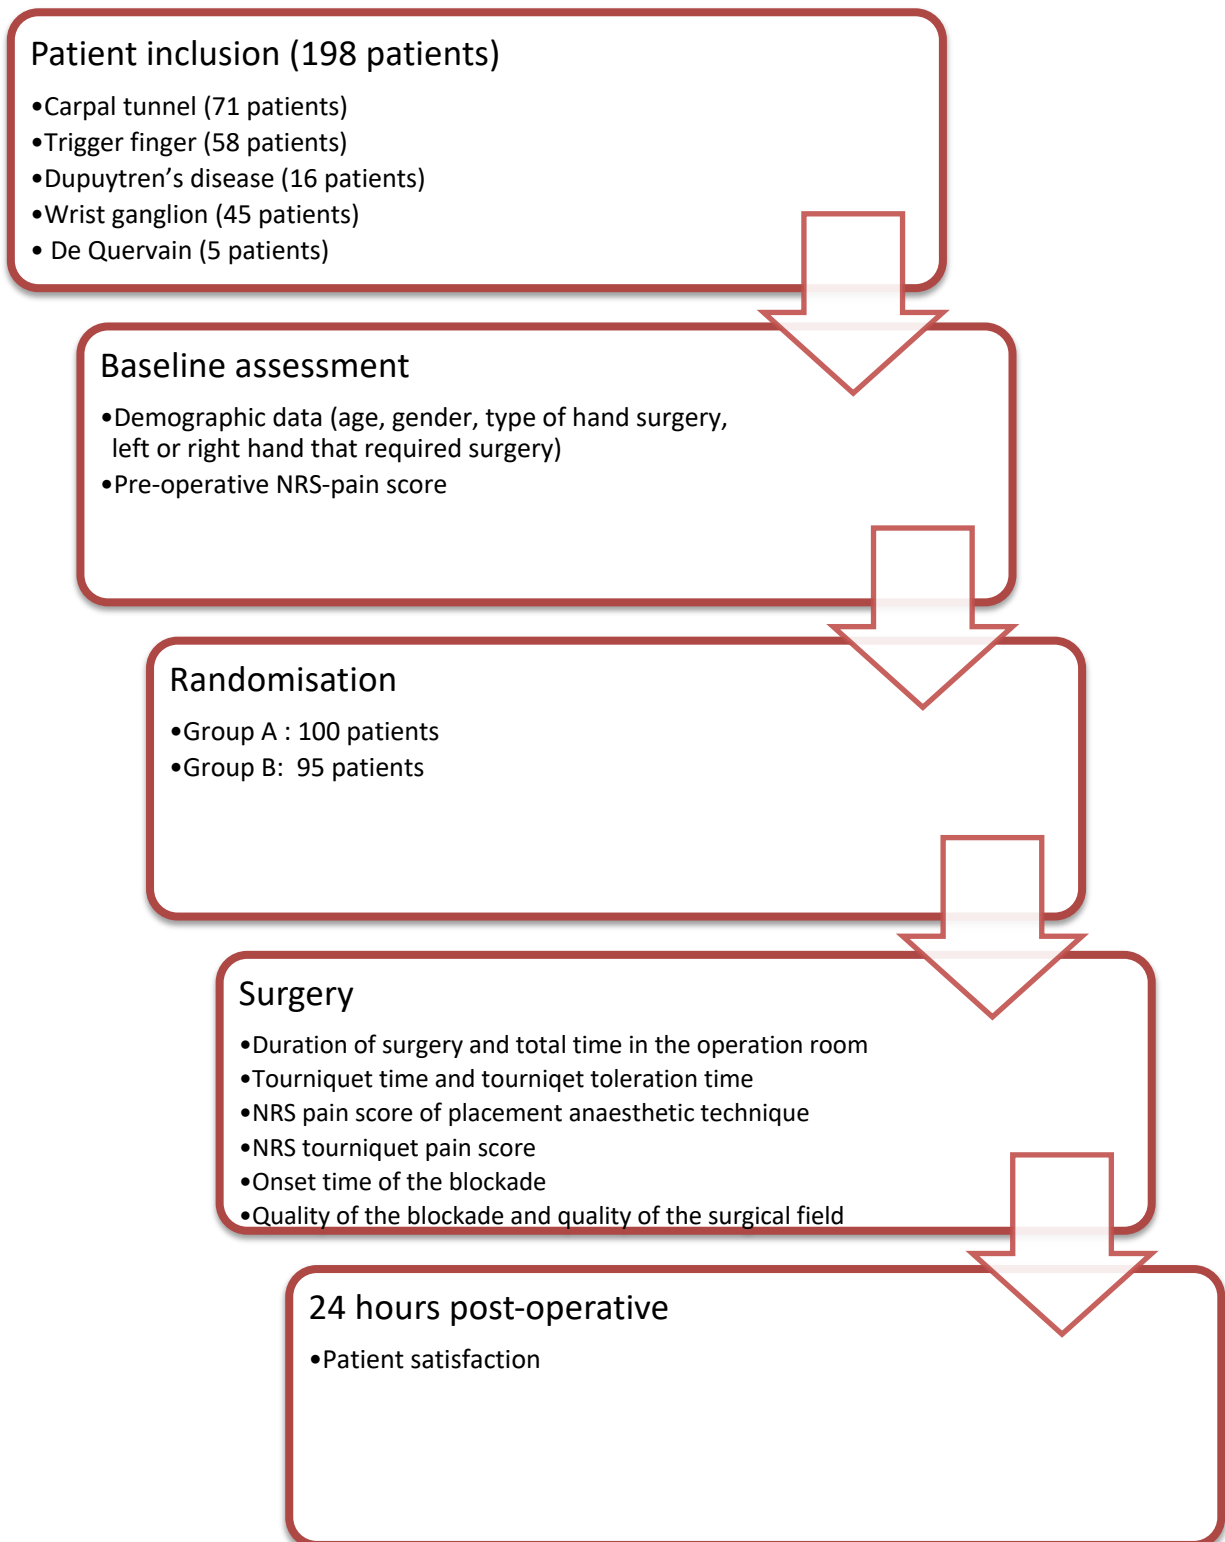 Patient inclusion (198 patients)
•Carpal tunnel (71 patients)
•Trigger finger (58 patients)
•Dupuytren’s disease (16 patients)
•Wrist ganglion (45 patients)
• De Quervain (5 patients)
Baseline assessment
•Demographic data (age, gender, type of hand surgery,
left or right hand that required surgery)
•Pre-operative NRS-pain score
Randomisation
•Group A : 100 patients
•Group B:  95 patients
Surgery
•Duration of surgery and total time in the operation room
•Tourniquet time and tourniqet toleration time
•NRS pain score of placement anaesthetic technique
•NRS tourniquet pain score
•Onset time of the blockade
•Quality of the blockade and quality of the surgical field
24 hours post-operative
•Patient satisfaction